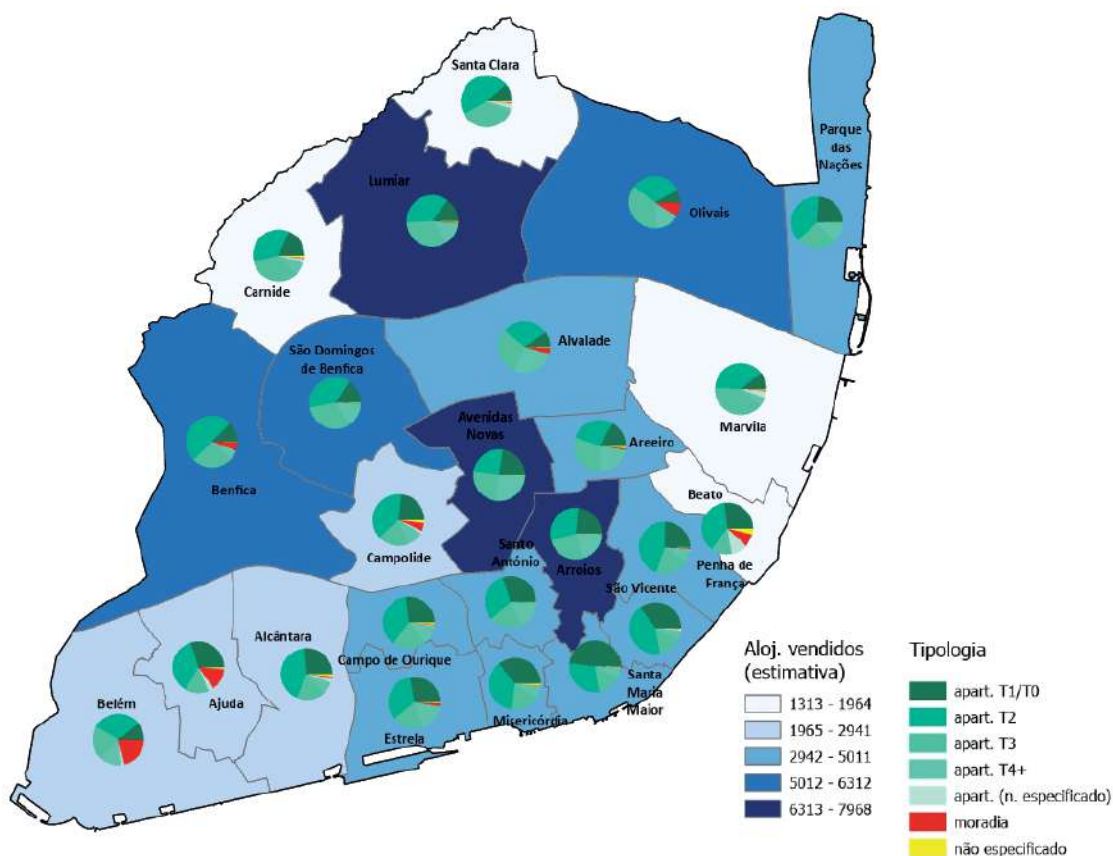 Santa Clara
Parque
das
Nações
Lumiar
Olivais
Carnide
Alvalade
São Domingos
de Benfica
Avenidas
Novas
Marvila
Areeiro
Benfica
Beato
Campolide
Santo
António
Arroios
Penha de
França
São Vicente
Alcântara
Campo de Ourique
Belém
Ajuda
Santa
Maria
Maior
Misericórdia
Estrela
Aloj. vendidos
(estimativa)
1313 - 1964
1965 - 2941
2942 - 5011
5012 - 6312
6313 - 7968
Tipologia
apart. T1/T0
apart. T2
apart. T3
apart. T4+
apart. (n. especificado)
moradia
não especificado